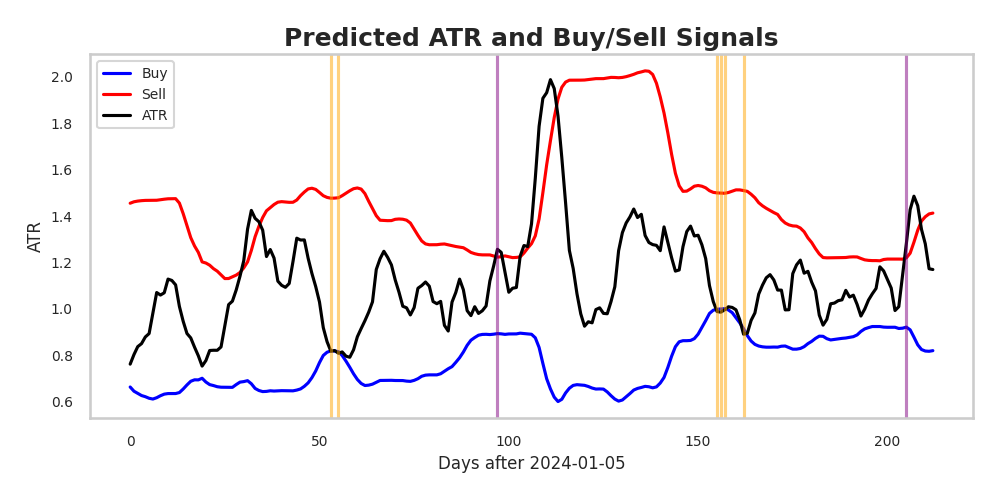 Predicted ATR and Buy/Sell Signals
Buy
Sell
ATR
2.0
1.8
1.6
1.4
1.2
1.0
0.8
0.6
ATR
0
50
100
150
200
Days after 2024-01-05